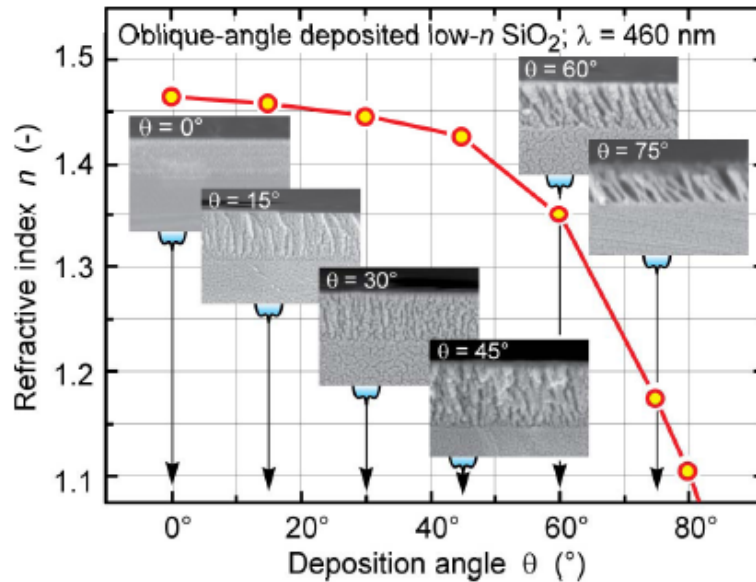 Oblique-angle deposited low-n SiO₂; λ = 460 nm
Refractive index n (-)
1.5
1.4
1.3
1.2
1.1
θ = 0°
θ = 15°
θ = 30°
θ = 45°
θ = 60°
θ = 75°
0°
20°
40°
60°
80°
Deposition angle θ (°)